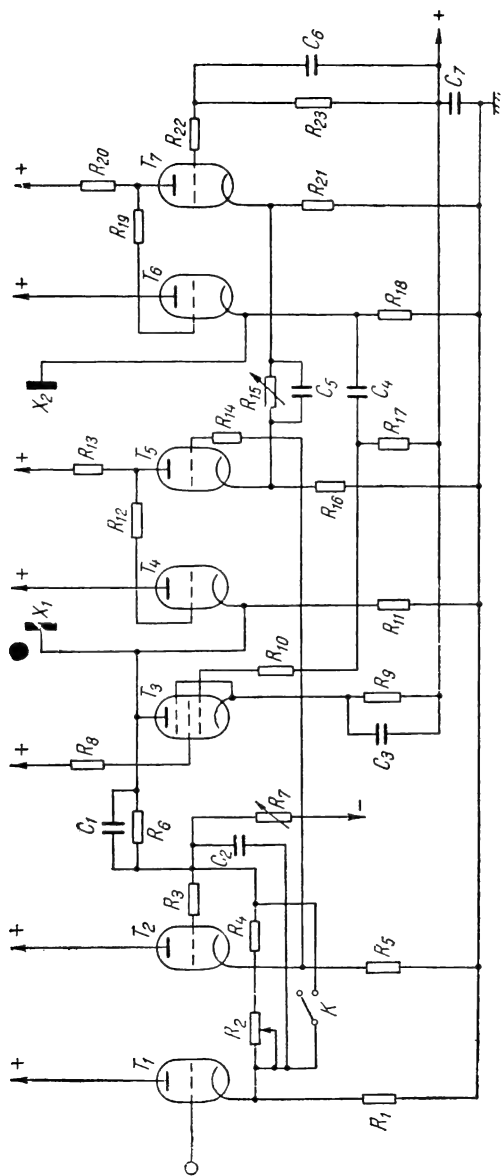 +
+
+
+
+
+
+
+
−
T1
T2
T3
T4
T5
T6
T7
X1
X2
R1
R2
R3
R4
R5
R6
R7
R8
R9
R10
R11
R12
R13
R14
R15
R16
R17
R18
R19
R20
R21
R22
R23
C1
C2
C3
C4
C5
C6
C7
K